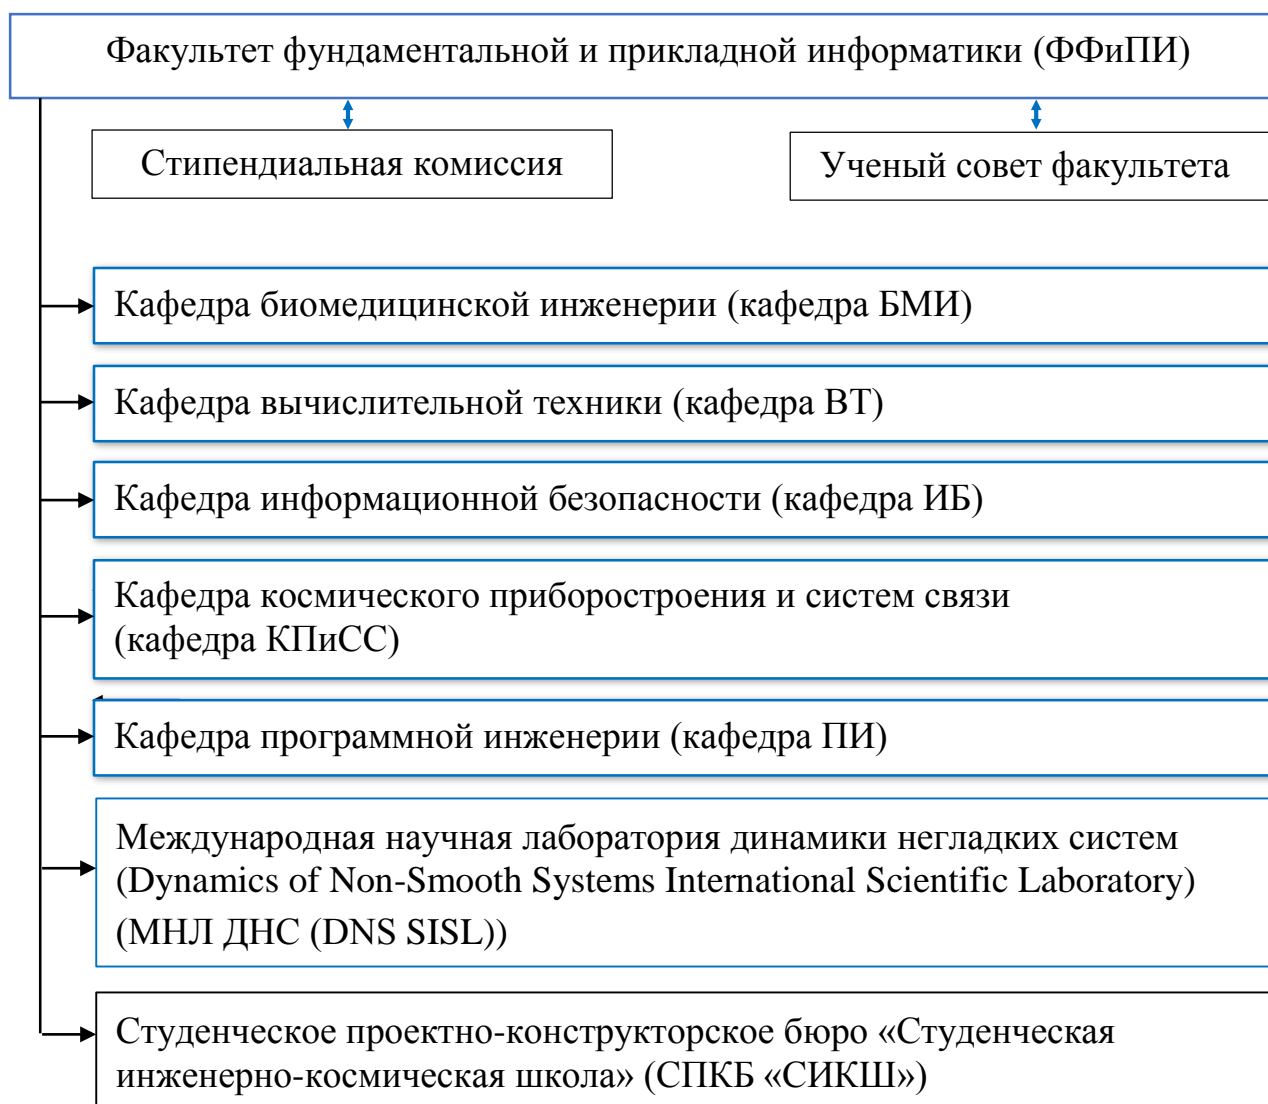 Факультет фундаментальной и прикладной информатики (ФФиПИ)
Стипендиальная комиссия
Ученый совет факультета
Кафедра биомедицинской инженерии (кафедра БМИ)
Кафедра вычислительной техники (кафедра ВТ)
Кафедра информационной безопасности (кафедра ИБ)
Кафедра космического приборостроения и систем связи
(кафедра КПиСС)
Кафедра программной инженерии (кафедра ПИ)
Международная научная лаборатория динамики негладких систем
(Dynamics of Non-Smooth Systems International Scientific Laboratory)
(МНЛ ДНС (DNS SISL))
Студенческое проектно-конструкторское бюро «Студенческая
инженерно-космическая школа» (СПКБ «СИКШ»)